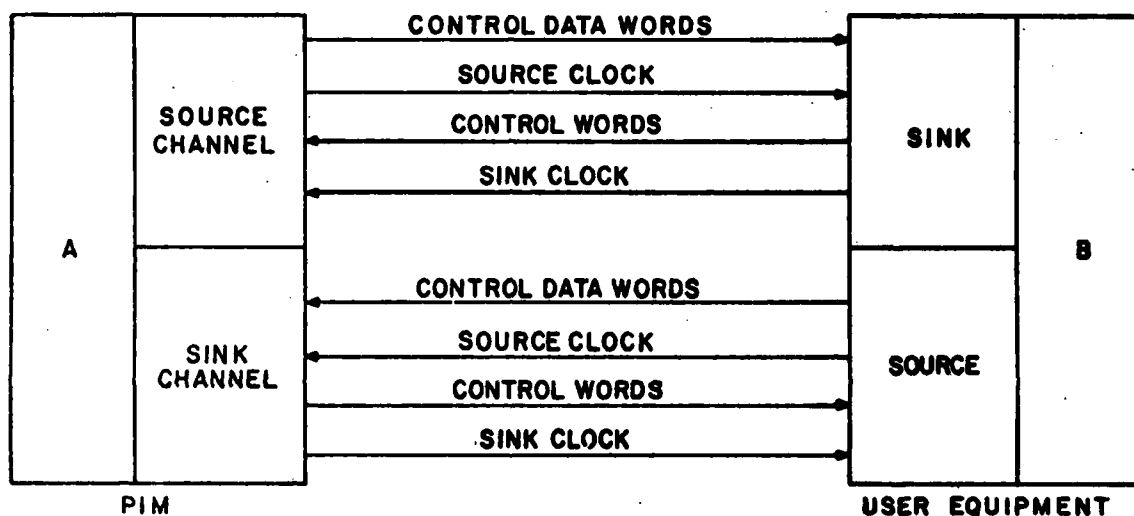 CONTROL DATA WORDS
SOURCE CLOCK
CONTROL WORDS
SINK CLOCK
SOURCE
CHANNEL
SINK
A
B
CONTROL DATA WORDS
SOURCE CLOCK
CONTROL WORDS
SINK CLOCK
SINK
CHANNEL
SOURCE
PIM
USER EQUIPMENT